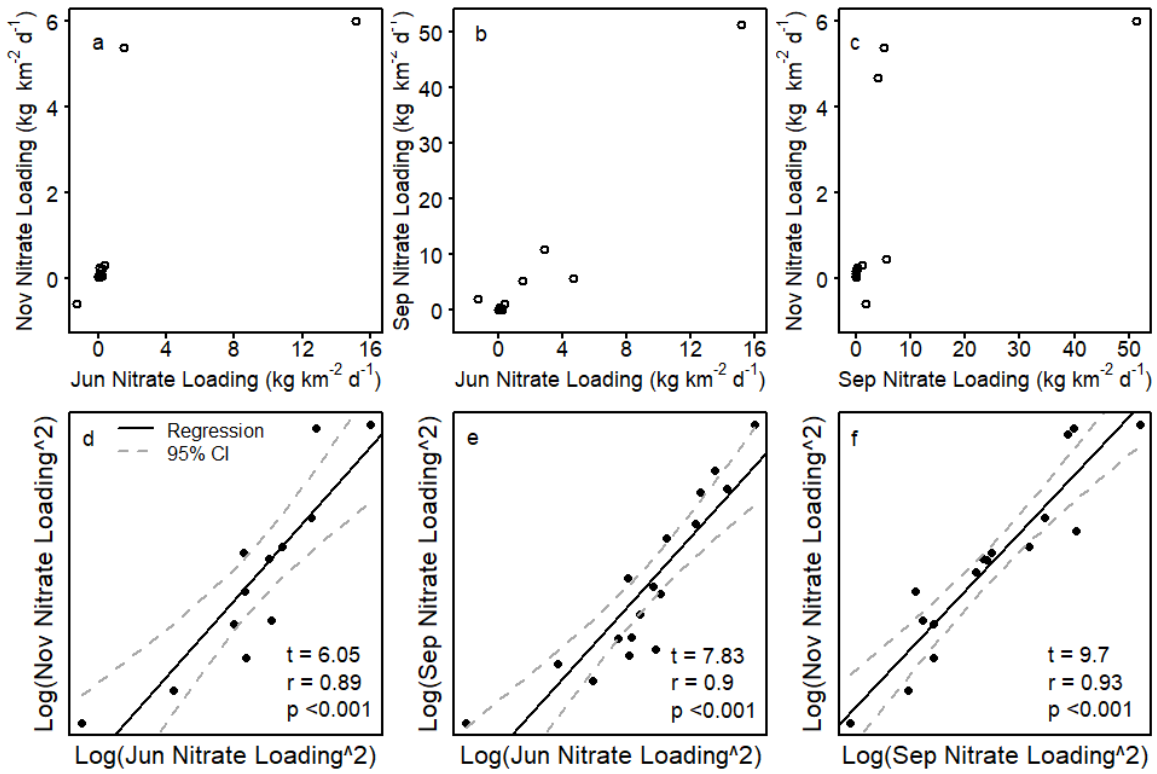 a
Nov Nitrate Loading (kg km⁻² d⁻¹)
6
4
2
0
0 4 8 12 16
Jun Nitrate Loading (kg km⁻² d⁻¹)
b
Sep Nitrate Loading (kg km⁻² d⁻¹)
50
40
30
20
10
0
0 4 8 12 16
Jun Nitrate Loading (kg km⁻² d⁻¹)
c
Nov Nitrate Loading (kg km⁻² d⁻¹)
6
4
2
0
0 10 20 30 40 50
Sep Nitrate Loading (kg km⁻² d⁻¹)
d
Regression
95% CI
Log(Nov Nitrate Loading^2)
t = 6.05
r = 0.89
p <0.001
Log(Jun Nitrate Loading^2)
e
Log(Sep Nitrate Loading^2)
t = 7.83
r = 0.9
p <0.001
Log(Jun Nitrate Loading^2)
f
Log(Nov Nitrate Loading^2)
t = 9.7
r = 0.93
p <0.001
Log(Sep Nitrate Loading^2)